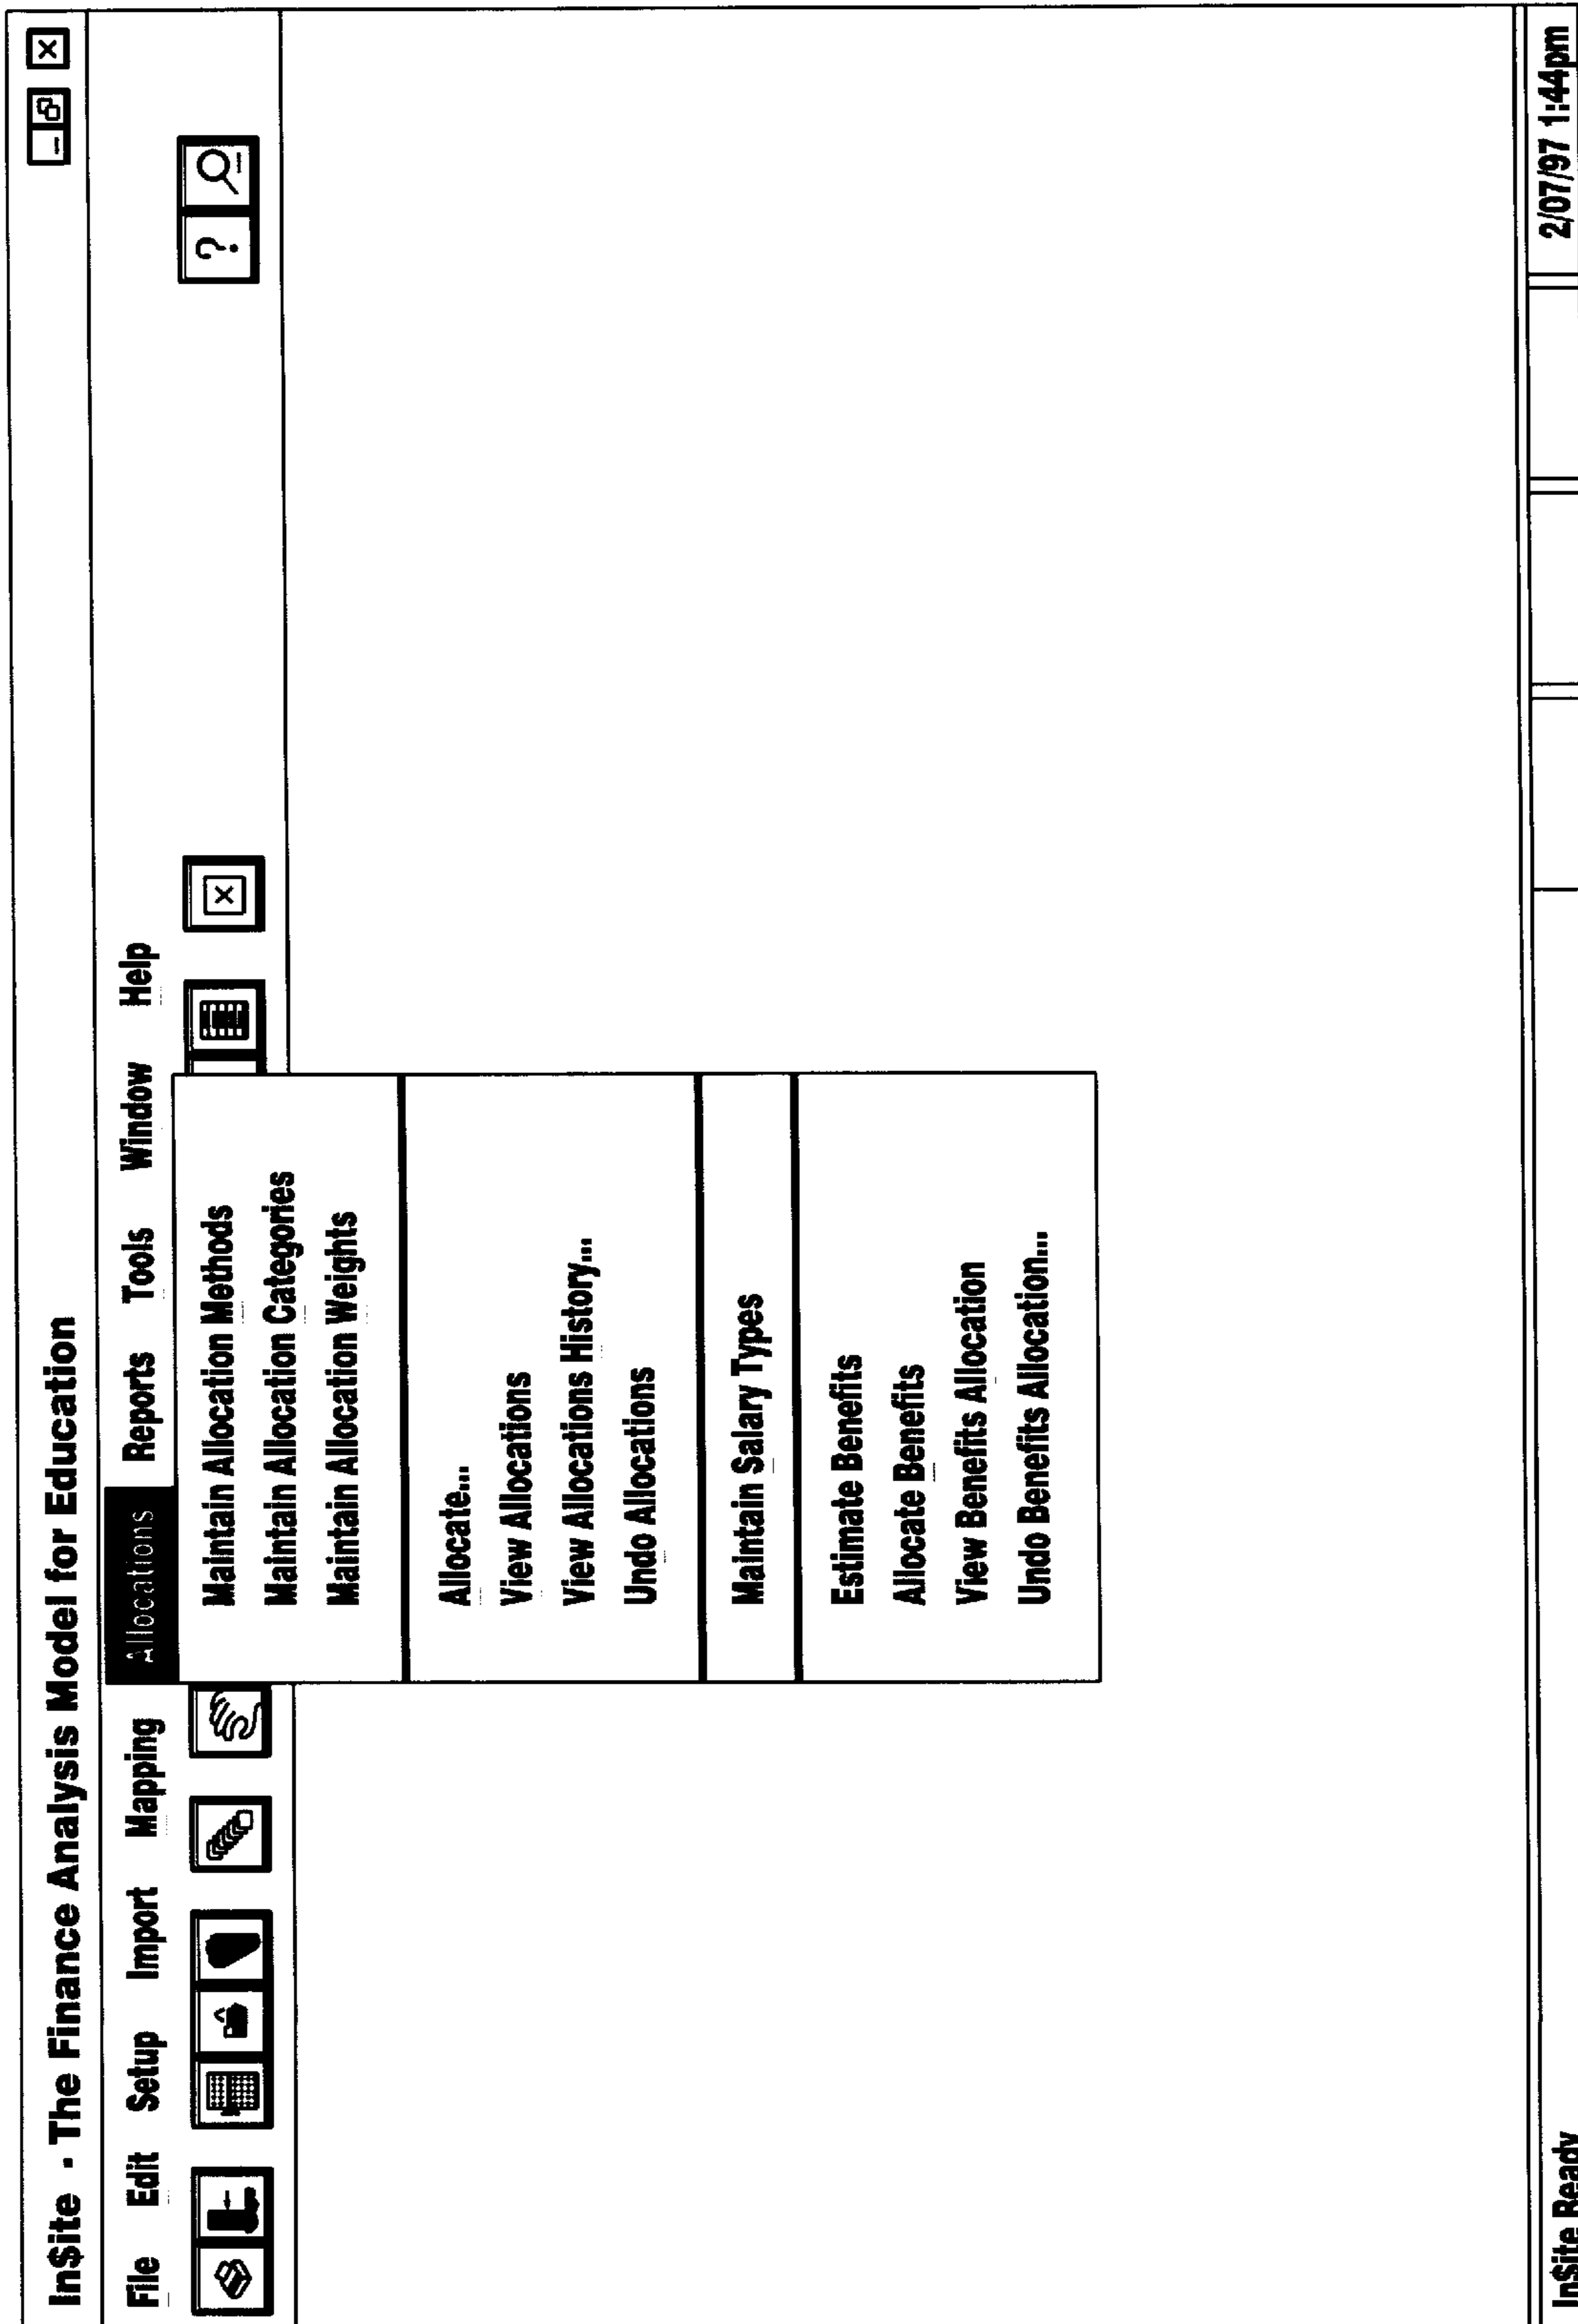 In$ite - The Finance Analysis Model for Education
File Edit Setup Import Mapping Allocations Reports Tools Window Help
?
Maintain Allocation Methods
Maintain Allocation Categories
Maintain Allocation Weights
Allocate...
View Allocations
View Allocations History...
Undo Allocations
Maintain Salary Types
Estimate Benefits
Allocate Benefits
View Benefits Allocation
Undo Benefits Allocation...
In$ite Ready 2/07/97 1:44pm